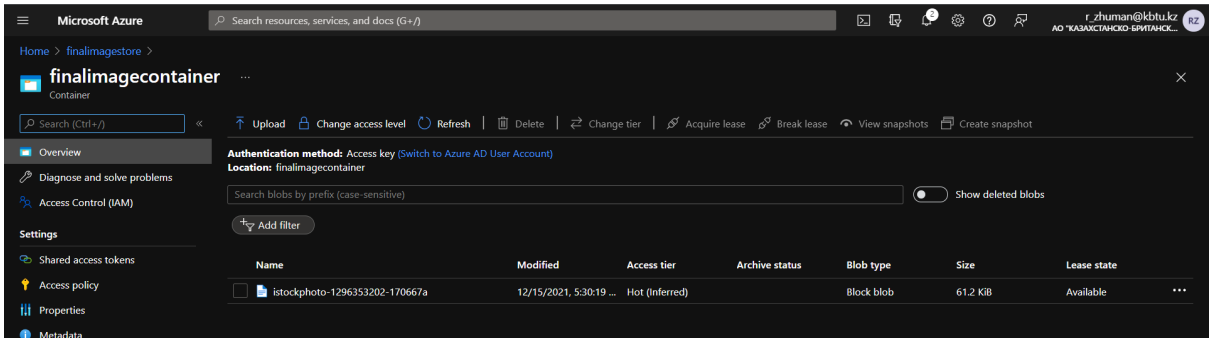 Microsoft Azure
Search resources, services, and docs (G+/)
2
r_zhuman@kbtu.kz
АО "КАЗАХСТАНСКО-БРИТАНСК...
RZ
Home > finalimagestore >
finalimagecontainer ...
Container
Search (Ctrl+/)
«
Upload
Change access level
Refresh
Delete
Change tier
Acquire lease
Break lease
View snapshots
Create snapshot
Overview
Diagnose and solve problems
Access Control (IAM)
Settings
Shared access tokens
Access policy
Properties
Metadata
Authentication method: Access key (Switch to Azure AD User Account)
Location: finalimagecontainer
Search blobs by prefix (case-sensitive)
Show deleted blobs
Add filter
Name Modified Access tier Archive status Blob type Size Lease state
istockphoto-1296353202-170667a 12/15/2021, 5:30:19 ... Hot (Inferred) Block blob 61.2 KiB Available ...